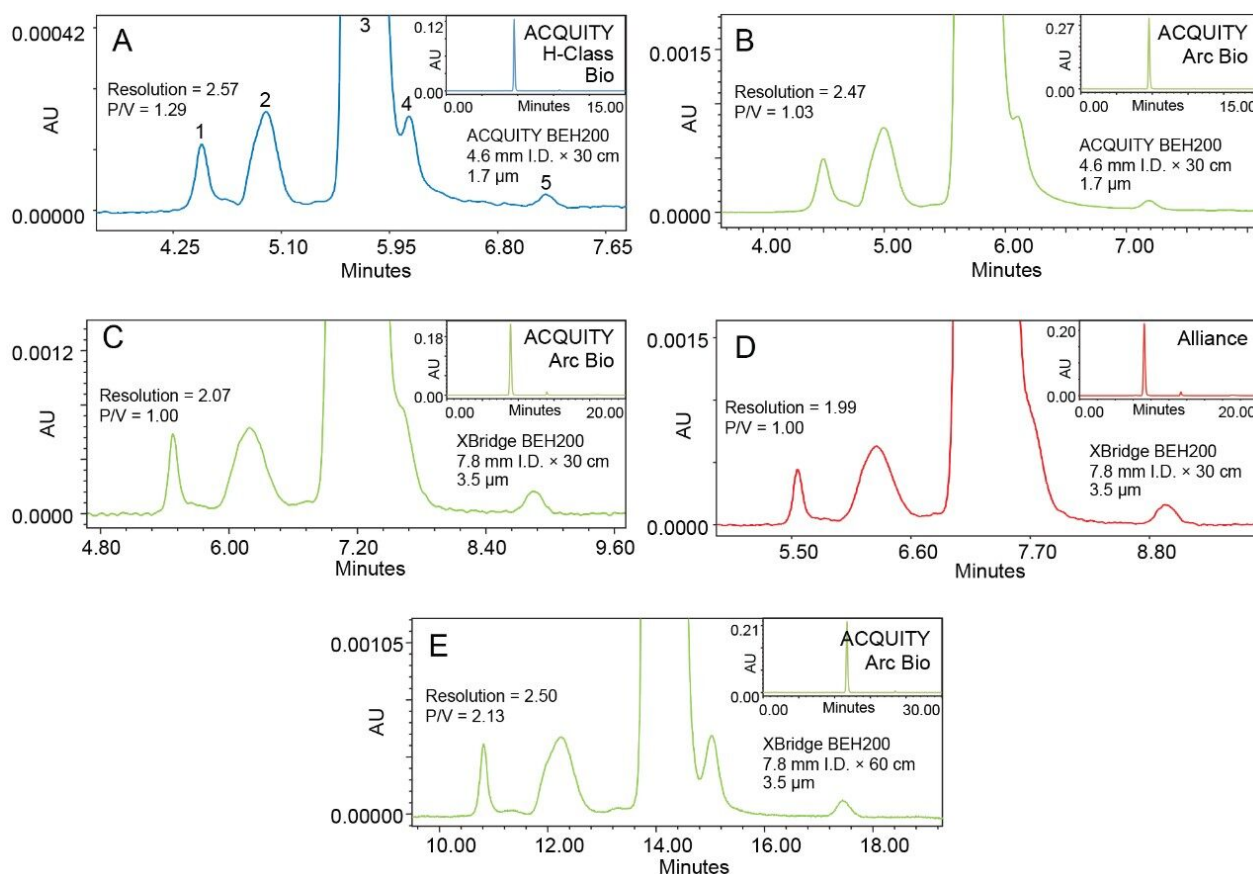 A
0.00042
0.00000
AU
Resolution = 2.57
P/V = 1.29
1
2
3
4
5
ACQUITY
H-Class
Bio
0.12
0.00
AU
0.00
Minutes
15.00
ACQUITY BEH200
4.6 mm I.D. × 30 cm
1.7 µm
4.25 5.10 5.95 6.80 7.65
Minutes
B
0.0015
0.0000
AU
Resolution = 2.47
P/V = 1.03
ACQUITY
Arc Bio
0.27
0.00
AU
0.00
Minutes
15.00
ACQUITY BEH200
4.6 mm I.D. × 30 cm
1.7 µm
4.00 5.00 6.00 7.00
Minutes
C
0.0012
0.0000
AU
Resolution = 2.07
P/V = 1.00
ACQUITY
Arc Bio
0.18
0.00
AU
0.00
Minutes
20.00
XBridge BEH200
7.8 mm I.D. × 30 cm
3.5 µm
4.80 6.00 7.20 8.40 9.60
Minutes
D
0.0015
0.0000
AU
Resolution = 1.99
P/V = 1.00
Alliance
0.20
0.00
AU
0.00
Minutes
20.00
XBridge BEH200
7.8 mm I.D. × 30 cm
3.5 µm
5.50 6.60 7.70 8.80
Minutes
E
0.00105
0.00000
AU
Resolution = 2.50
P/V = 2.13
ACQUITY
Arc Bio
0.21
0.00
AU
0.00
Minutes
30.00
XBridge BEH200
7.8 mm I.D. × 60 cm
3.5 µm
10.00 12.00 14.00 16.00 18.00
Minutes